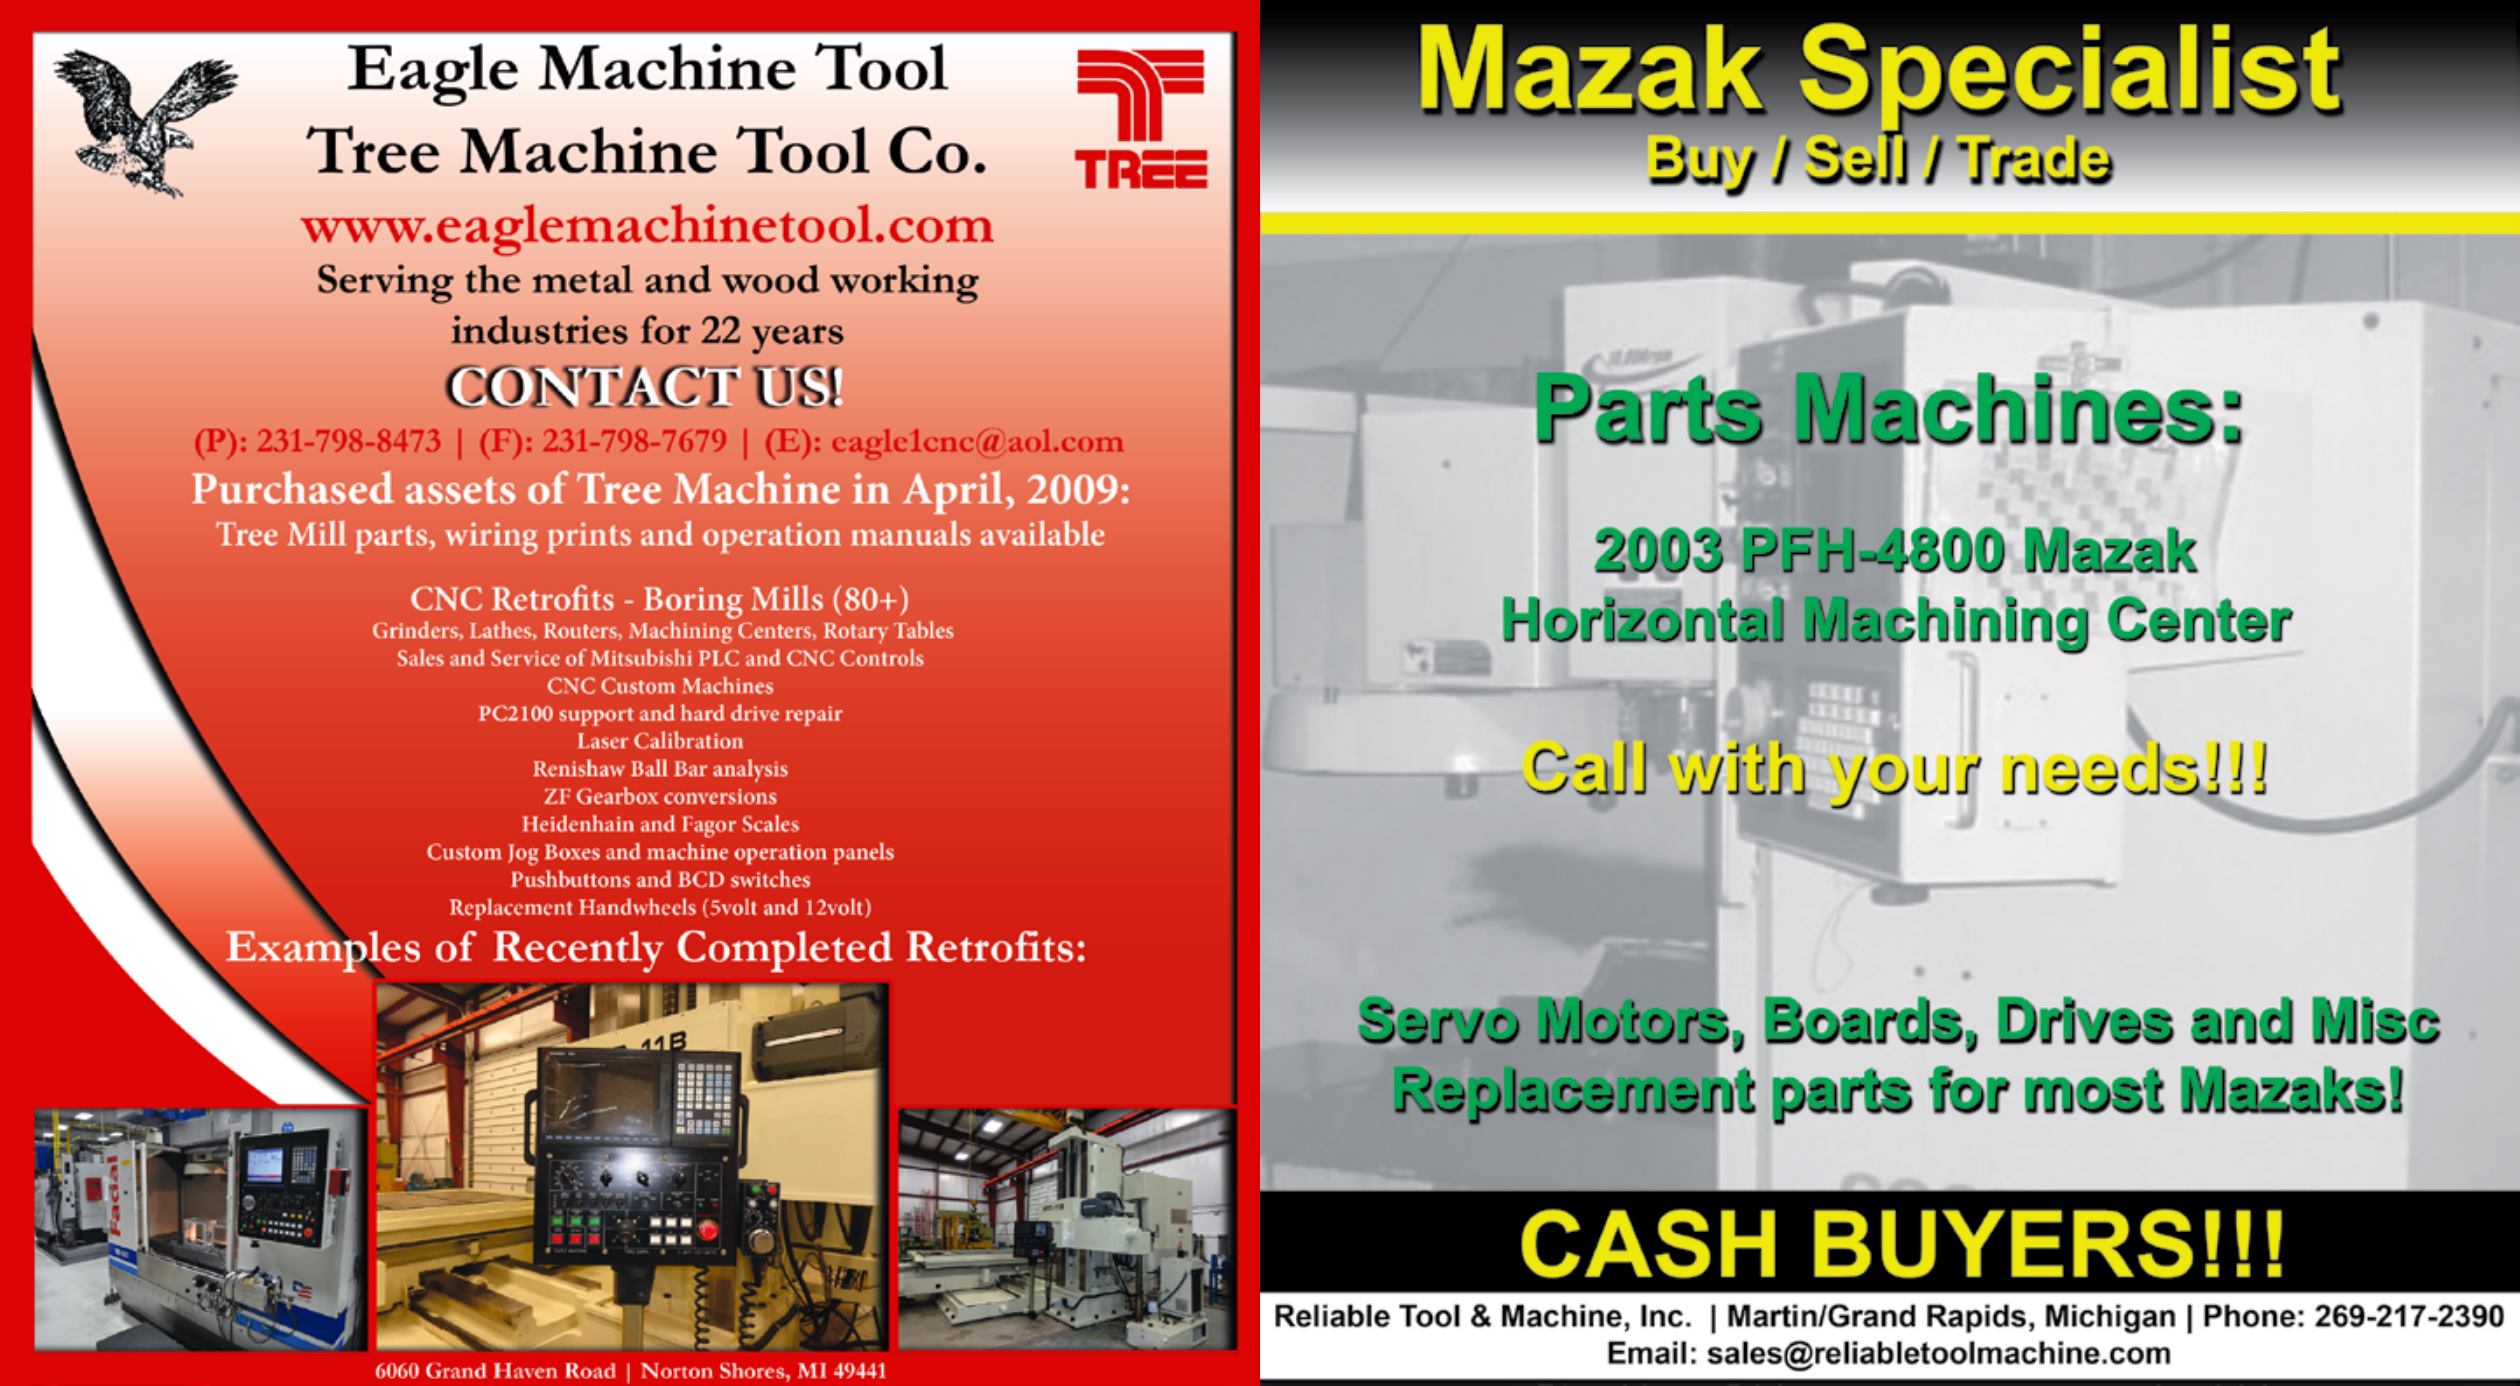 Eagle Machine Tool
Tree Machine Tool Co.
TREE
www.eaglemachinetool.com
Serving the metal and wood working
industries for 22 years
CONTACT US!
(P): 231-798-8473 | (F): 231-798-7679 | (E): eagle1cnc@aol.com
Purchased assets of Tree Machine in April, 2009:
Tree Mill parts, wiring prints and operation manuals available
CNC Retrofits - Boring Mills (80+)
Grinders, Lathes, Routers, Machining Centers, Rotary Tables
Sales and Service of Mitsubishi PLC and CNC Controls
CNC Custom Machines
PC2100 support and hard drive repair
Laser Calibration
Renishaw Ball Bar analysis
ZF Gearbox conversions
Heidenhain and Fagor Scales
Custom Jog Boxes and machine operation panels
Pushbuttons and BCD switches
Replacement Handwheels (5volt and 12volt)
Examples of Recently Completed Retrofits:
11B
Fadal
6060 Grand Haven Road | Norton Shores, MI 49441
Mazak Specialist
Buy / Sell / Trade
10,000rpm
Parts Machines:
2003 PFH-4800 Mazak
Horizontal Machining Center
Call with your needs!!!
Servo Motors, Boards, Drives and Misc
Replacement parts for most Mazaks!
CASH BUYERS!!!
Reliable Tool & Machine, Inc. | Martin/Grand Rapids, Michigan | Phone: 269-217-2390
Email: sales@reliabletoolmachine.com